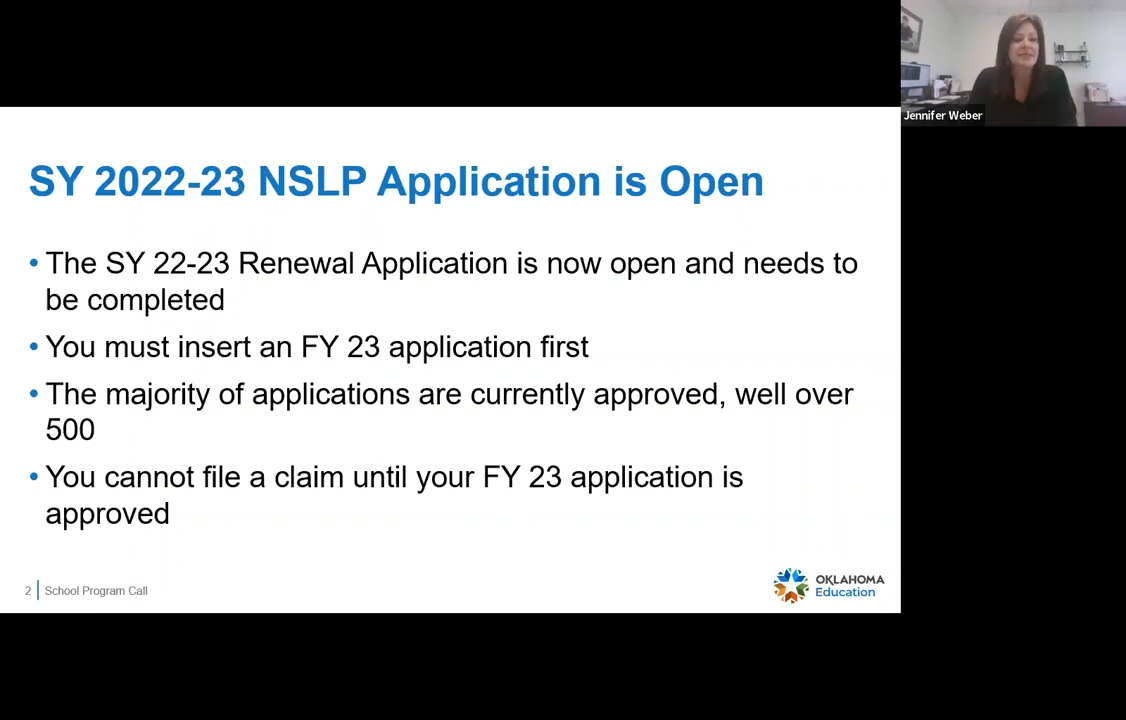 Jennifer Weber
SY 2022-23 NSLP Application is Open
• The SY 22-23 Renewal Application is now open and needs to
be completed
• You must insert an FY 23 application first
• The majority of applications are currently approved, well over
500
• You cannot file a claim until your FY 23 application is
approved
2 School Program Call
OKLAHOMA
Education